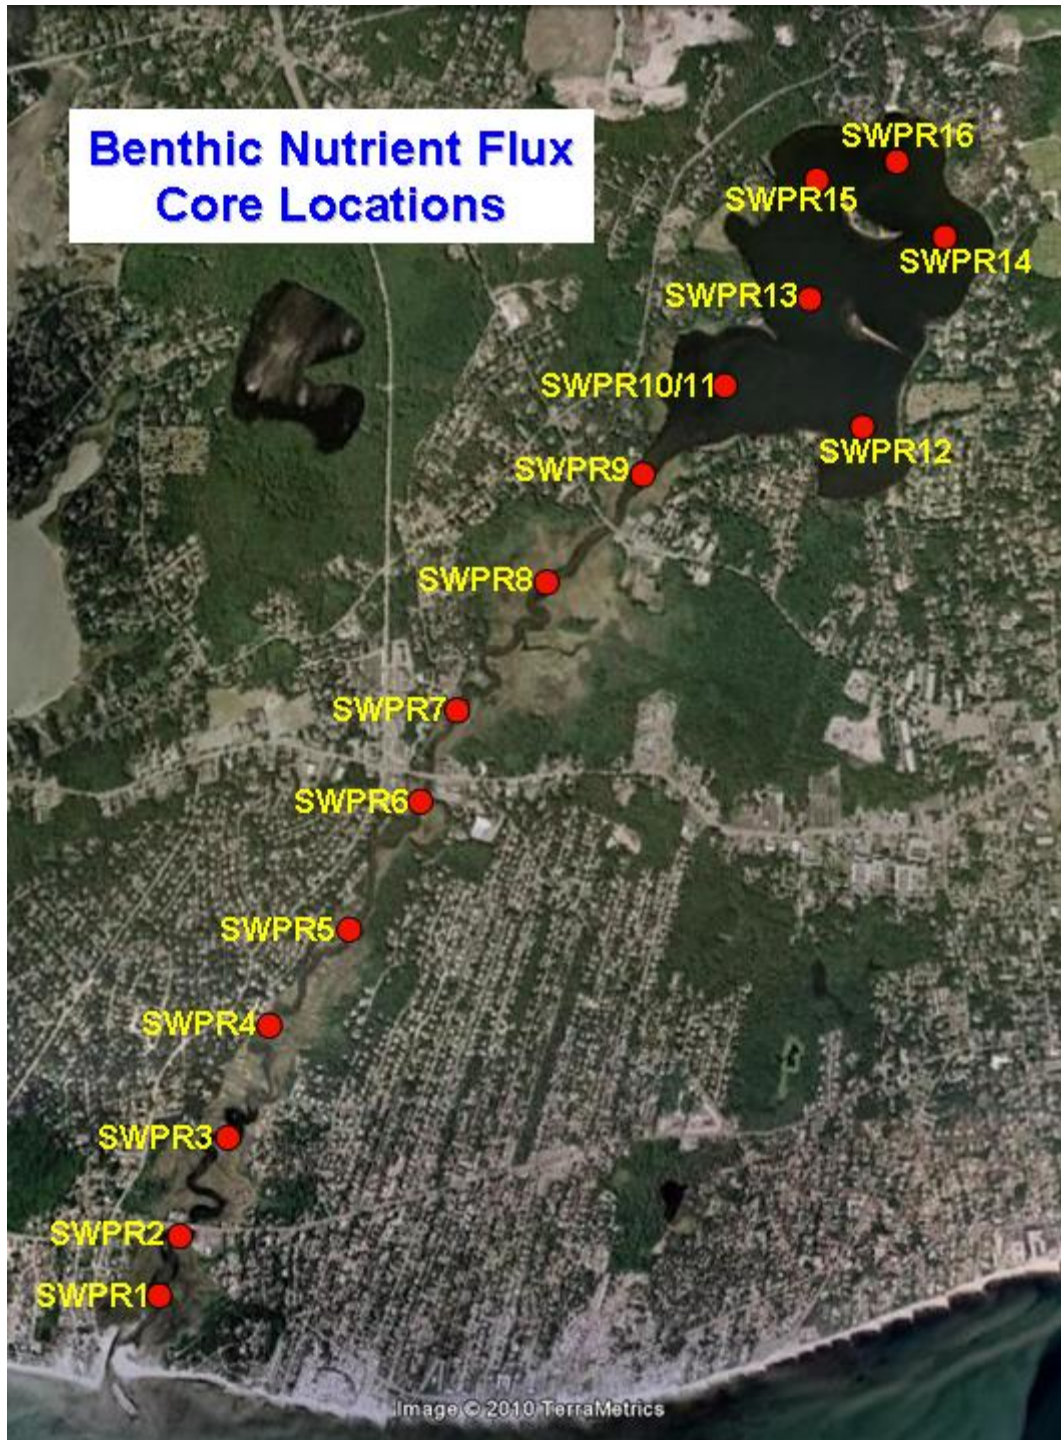 Benthic Nutrient Flux
Core Locations
SWPR16
SWPR15
SWPR14
SWPR13
SWPR10/11
SWPR12
SWPR9
SWPR8
SWPR7
SWPR6
SWPR5
SWPR4
SWPR3
SWPR2
SWPR1
Image © 2010 TerraMetrics